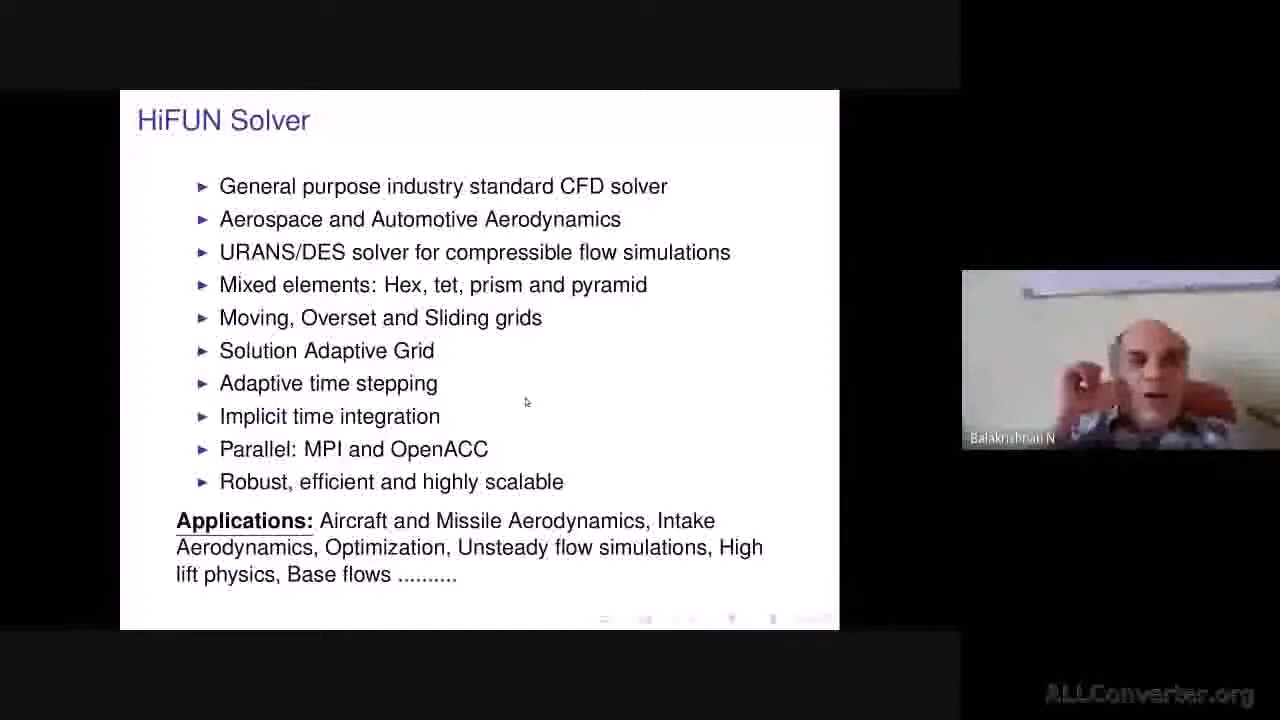 HiFUN Solver
► General purpose industry standard CFD solver
► Aerospace and Automotive Aerodynamics
► URANS/DES solver for compressible flow simulations
► Mixed elements: Hex, tet, prism and pyramid
► Moving, Overset and Sliding grids
► Solution Adaptive Grid
► Adaptive time stepping
► Implicit time integration
► Parallel: MPI and OpenACC
► Robust, efficient and highly scalable
Applications: Aircraft and Missile Aerodynamics, Intake
Aerodynamics, Optimization, Unsteady flow simulations, High
lift physics, Base flows ..........
Balakrishnan N
ALLConverter.org